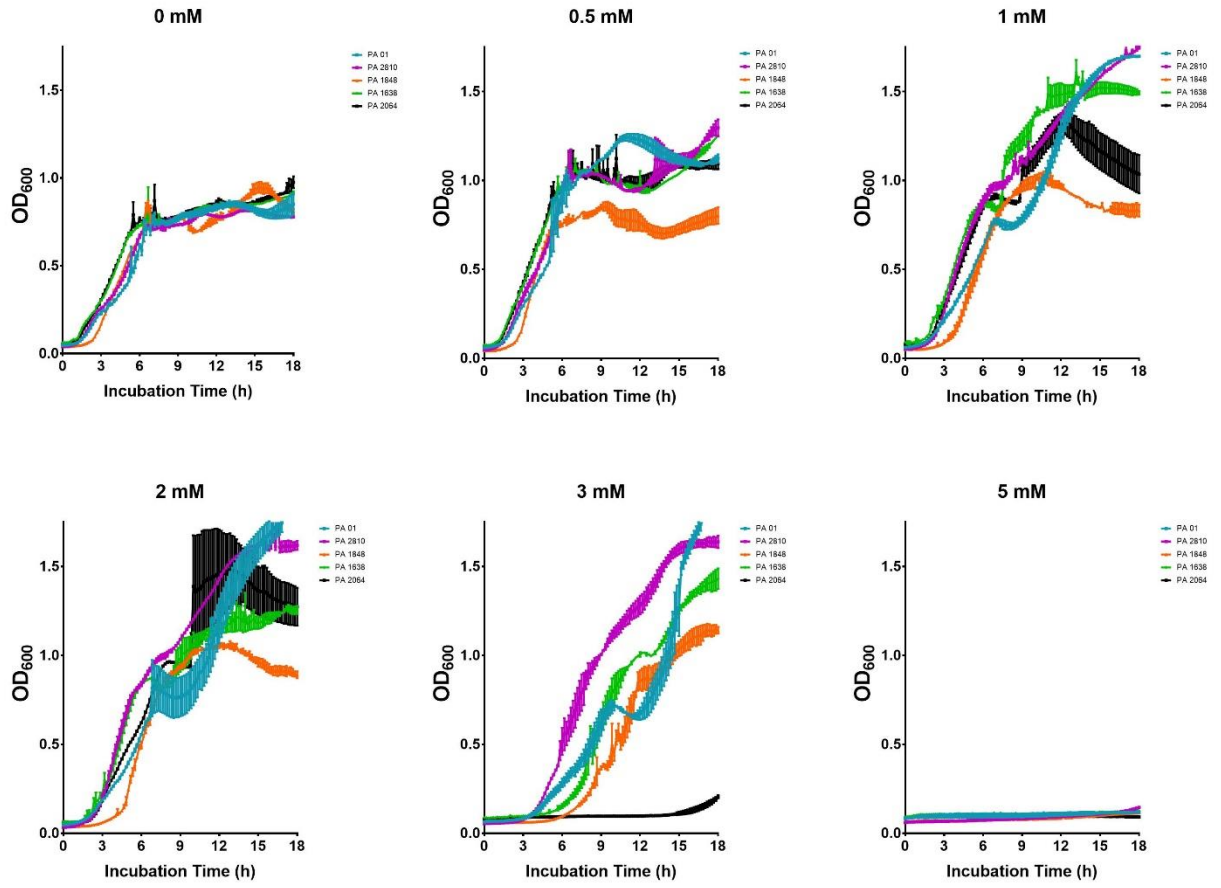 0 mM
OD600
1.5
1.0
0.5
0.0
0 3 6 9 12 15 18
Incubation Time (h)
PA 01
PA 2810
PA 1848
PA 1638
PA 2064
0.5 mM
OD600
1.5
1.0
0.5
0.0
0 3 6 9 12 15 18
Incubation Time (h)
PA 01
PA 2810
PA 1848
PA 1638
PA 2064
1 mM
OD600
1.5
1.0
0.5
0.0
0 3 6 9 12 15 18
Incubation Time (h)
PA 01
PA 2810
PA 1848
PA 1638
PA 2064
2 mM
OD600
1.5
1.0
0.5
0.0
0 3 6 9 12 15 18
Incubation Time (h)
PA 01
PA 2810
PA 1848
PA 1638
PA 2064
3 mM
OD600
1.5
1.0
0.5
0.0
0 3 6 9 12 15 18
Incubation Time (h)
PA 01
PA 2810
PA 1848
PA 1638
PA 2064
5 mM
OD600
1.5
1.0
0.5
0.0
0 3 6 9 12 15 18
Incubation Time (h)
PA 01
PA 2810
PA 1848
PA 1638
PA 2064